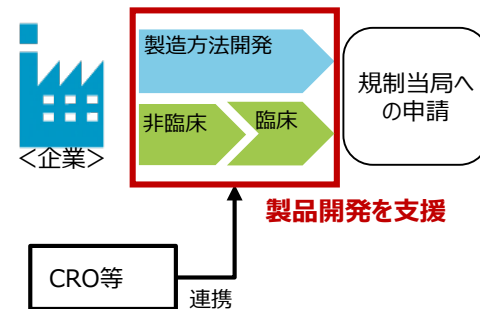 製造方法開発
非臨床
臨床
＜企業＞
規制当局へ
の申請
製品開発を支援
CRO等
連携